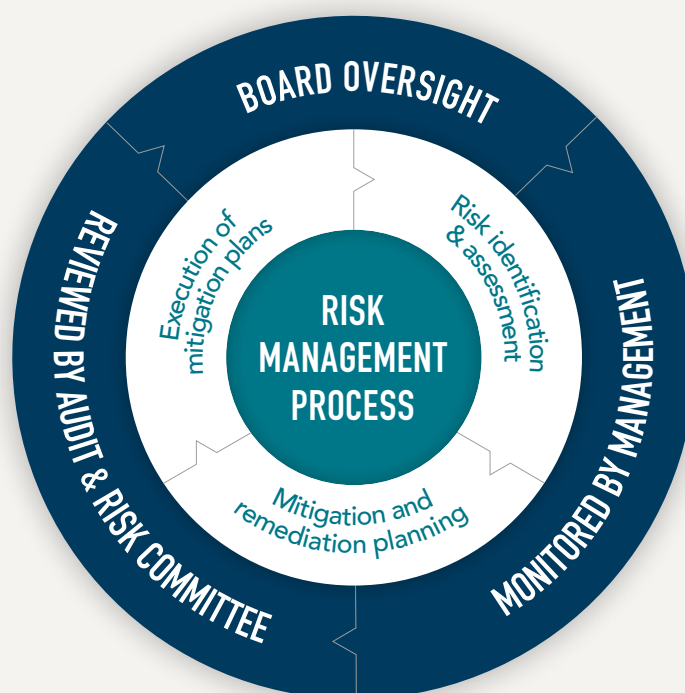 BOARD OVERSIGHT
MONITORED BY MANAGEMENT
REVIEWED BY AUDIT & RISK COMMITTEE
Risk identification
& assessment
Mitigation and
remediation planning
Execution of
mitigation plans
RISK
MANAGEMENT
PROCESS